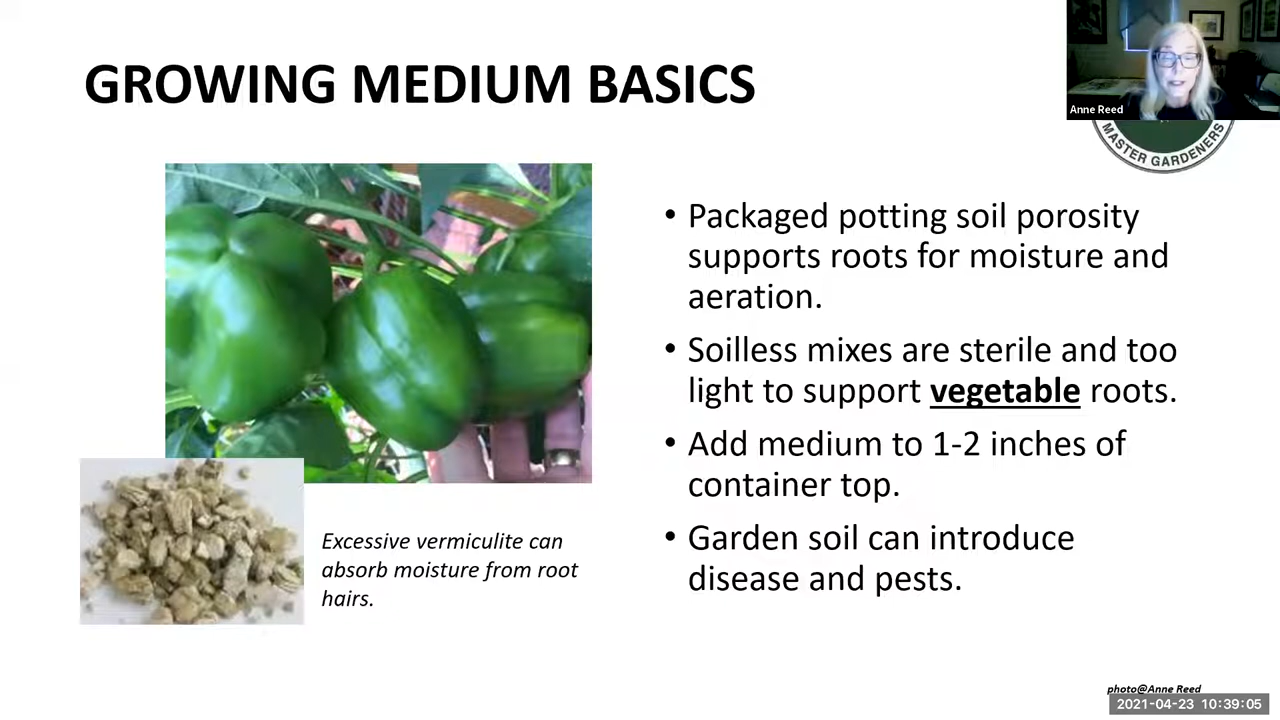 GROWING MEDIUM BASICS
Anne Reed
MASTER GARDENERS
• Packaged potting soil porosity
supports roots for moisture and
aeration.
• Soilless mixes are sterile and too
light to support vegetable roots.
• Add medium to 1-2 inches of
container top.
• Garden soil can introduce
disease and pests.
Excessive vermiculite can
absorb moisture from root
hairs.
photo@Anne Reed
2021-04-23 10:39:05